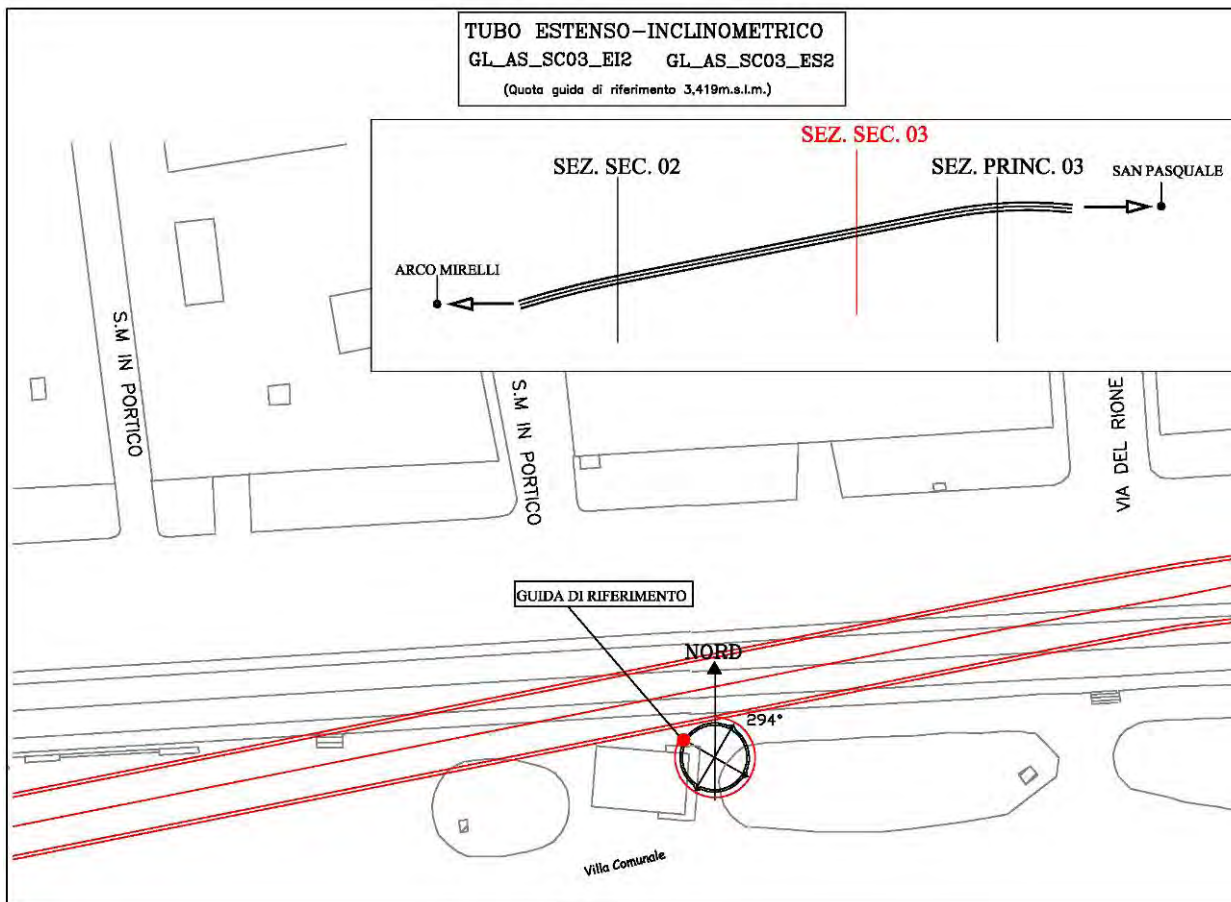 TUBO ESTENSO-INCLINOMETRICO
GL_AS_SC03_EI2 GL_AS_SC03_ES2
(Quota guida di riferimento 3,419m.s.l.m.)
SEZ. SEC. 03
SEZ. SEC. 02
SEZ. PRINC. 03
SAN PASQUALE
ARCO MIRELLI
S.M IN PORTICO
S.M IN PORTICO
VIA DEL RIONE
GUIDA DI RIFERIMENTO
NORD
294°
Villa Comunale